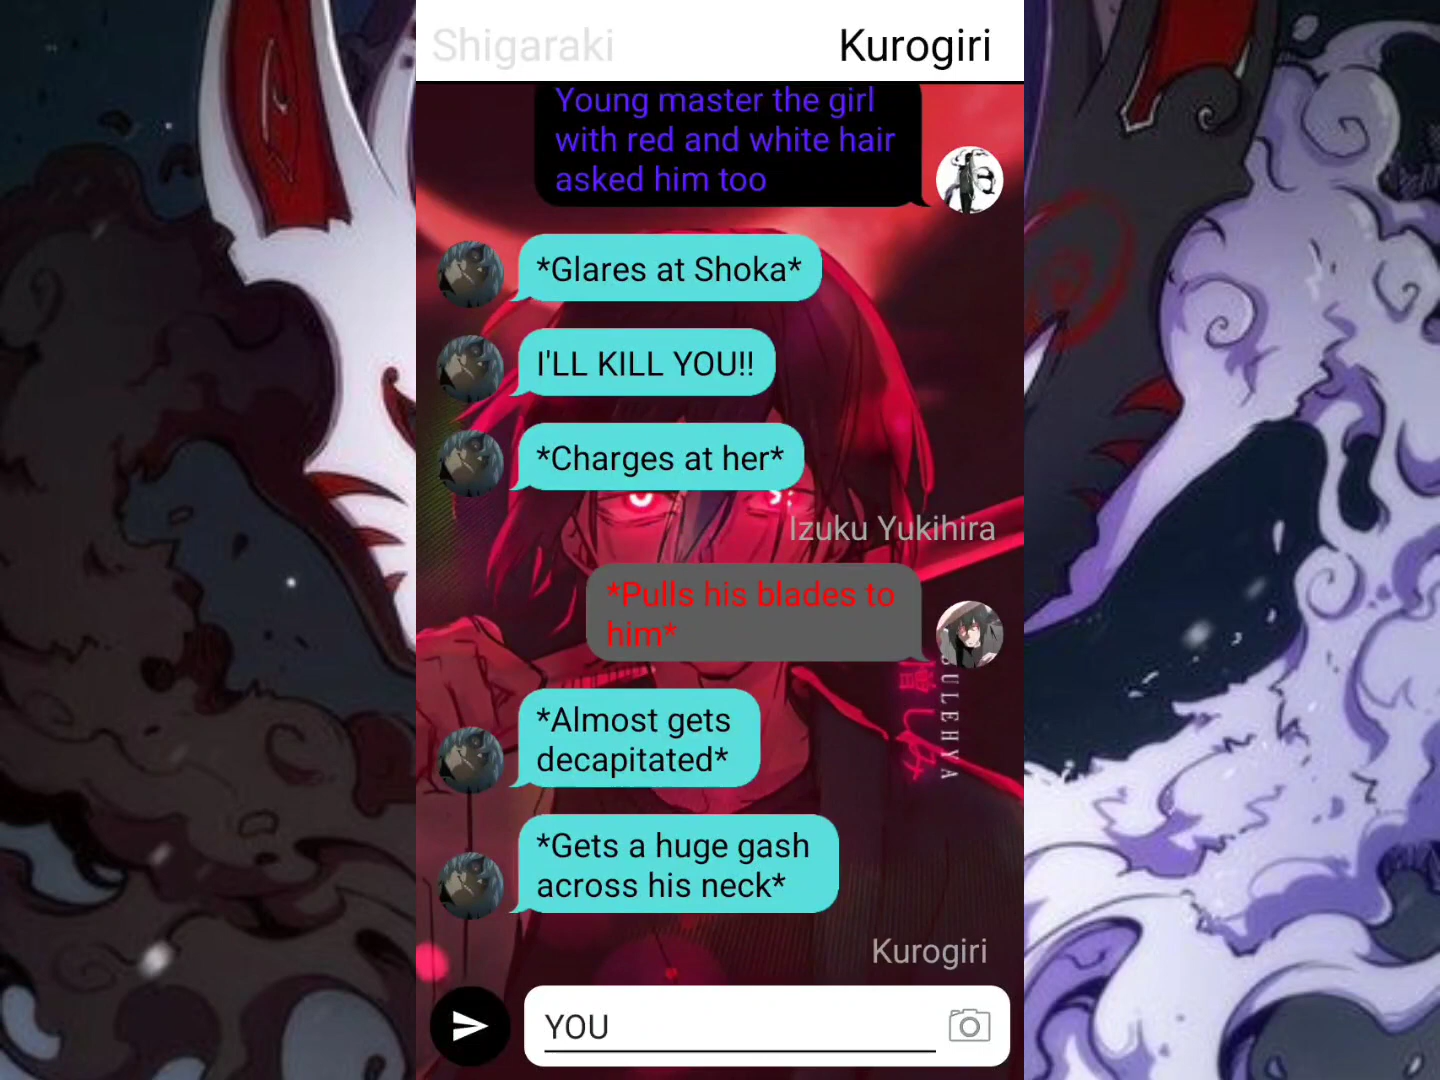 Shigaraki
Kurogiri
Young master the girl
with red and white hair
asked him too
*Glares at Shoka*
I'LL KILL YOU!!
*Charges at her*
Izuku Yukihira
*Pulls his blades to
him*
*Almost gets
decapitated*
*Gets a huge gash
across his neck*
Kurogiri
YOU